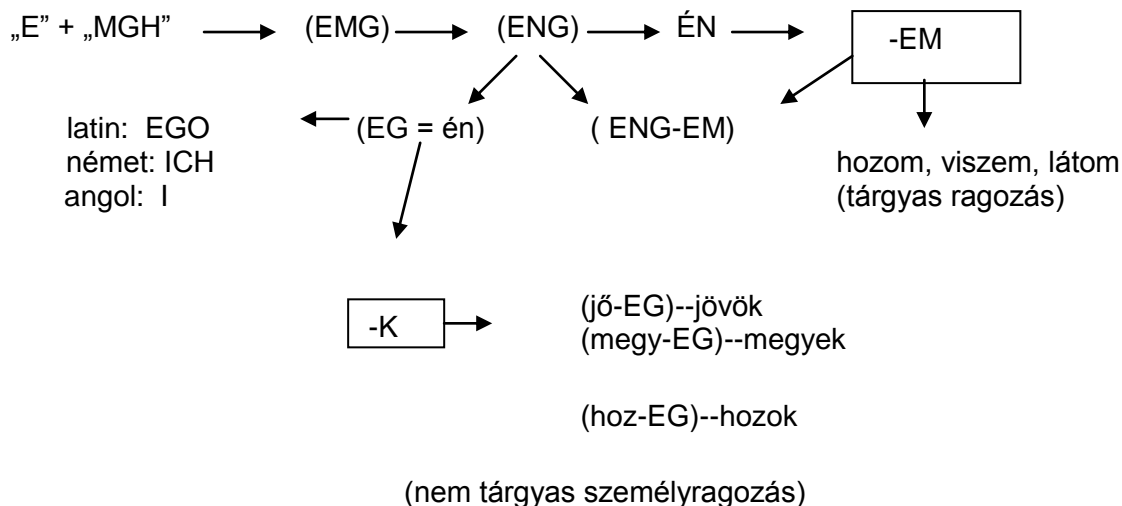 „E” + „MGH” (EMG) (ENG) ÉN -EM
latin: EGO (EG = én) ( ENG-EM)
német: ICH hozom, viszem, látom
angol: I (tárgyas ragozás)
-K (jő-EG)--jövök
(megy-EG)--megyek
(hoz-EG)--hozok
(nem tárgyas személyragozás)